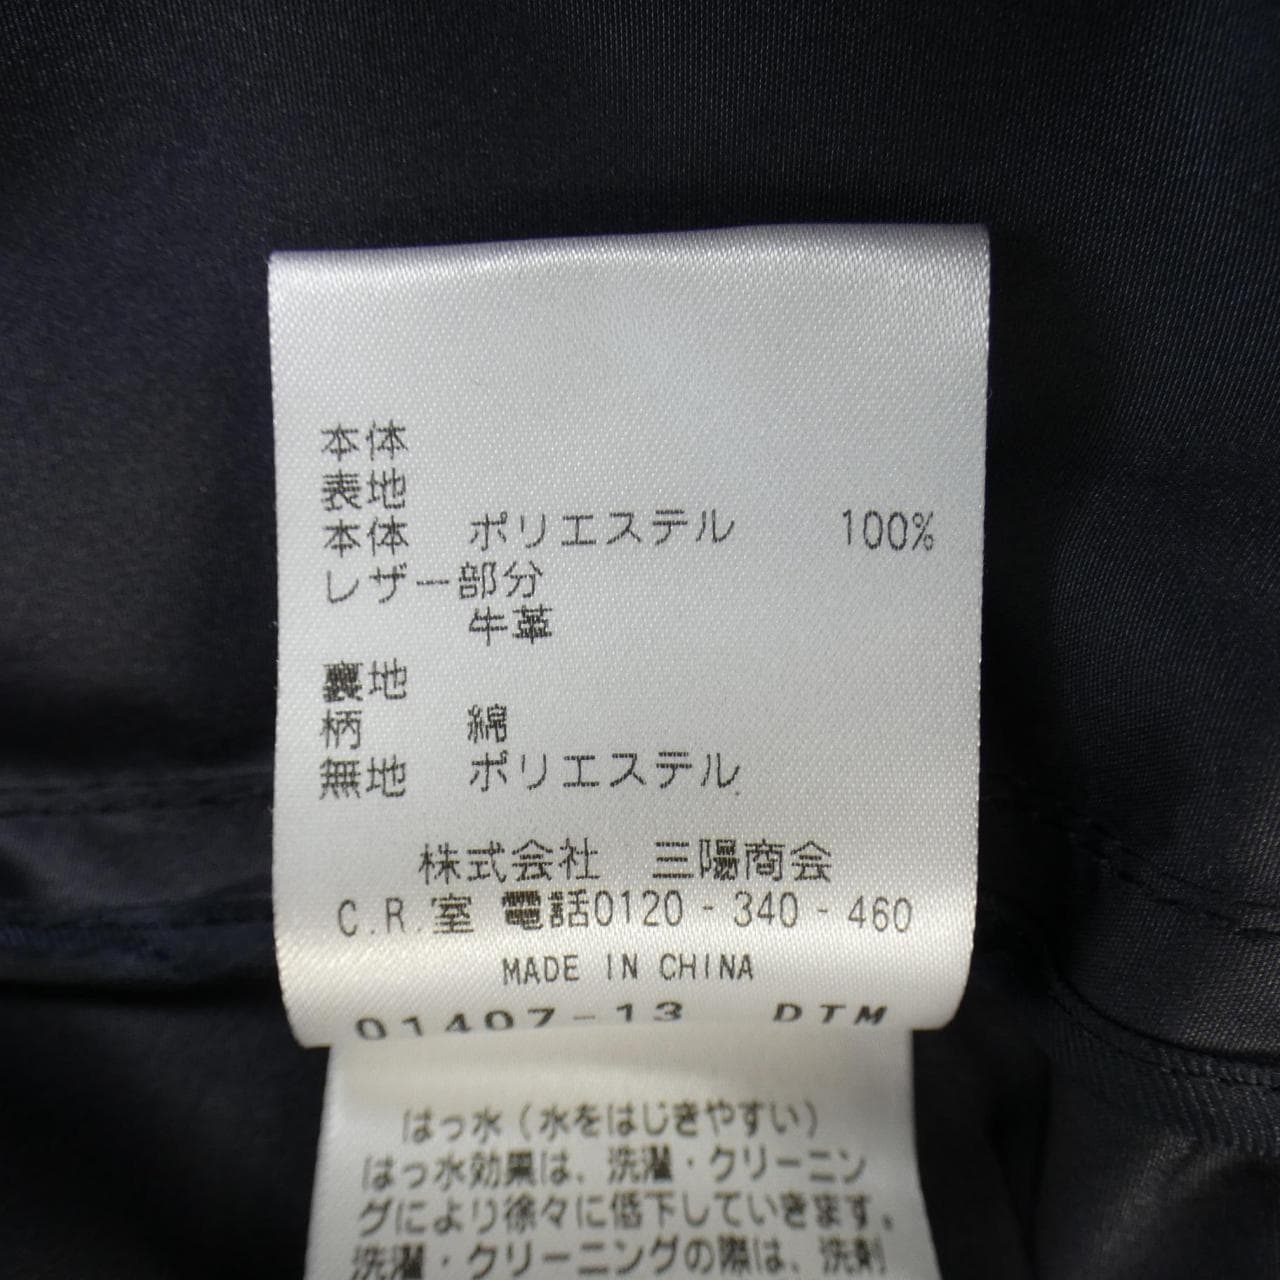 本体
表地
本体 ポリエステル 100%
レザー部分
牛革
裏地
柄 綿
無地 ポリエステル
株式会社 三陽商会
C.R.室 電話0120-340-460
MADE IN CHINA
01407-13 DTM
はっ水(水をはじきやすい)
はっ水効果は、洗濯・クリーニン
グにより徐々に低下していきます。
洗濯・クリーニングの際は、洗剤